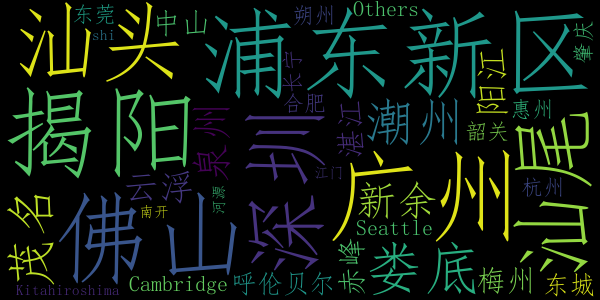 汕头
东莞
shi
中山
浦东新区
朔州
Others
肇庆
长宁
合肥
阳江
惠州
揭阳
泉州
深圳
湛江
潮州
韶关
汕尾
江门
广州
杭州
云浮
河源
新余
茂名
南开
佛山
Seattle
赤峰
娄底
梅州
东城
Kitahiroshima
Cambridge
呼伦贝尔